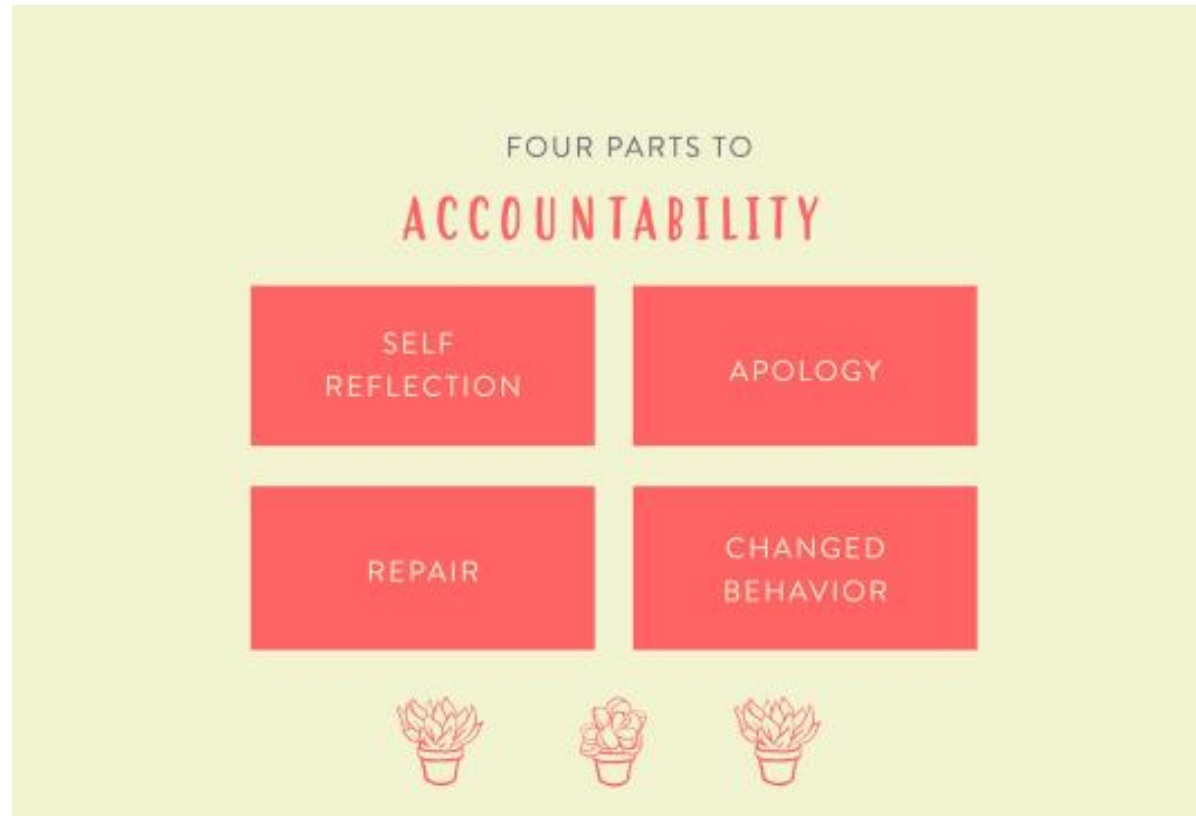 FOUR PARTS TO
ACCOUNTABILITY
SELF
REFLECTION
APOLOGY
REPAIR
CHANGED
BEHAVIOR